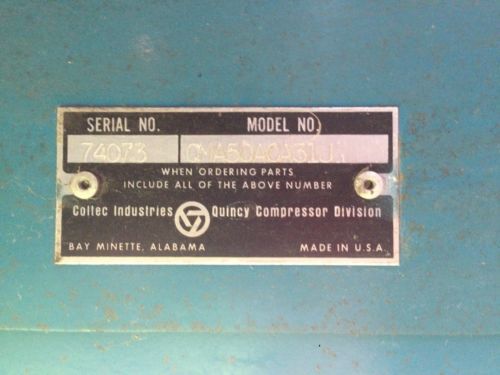 SERIAL NO. MODEL NO.
74073
WHEN ORDERING PARTS
INCLUDE ALL OF THE ABOVE NUMBER
Coltec Industries Quincy Compressor Division
BAY MINETTE, ALABAMA MADE IN U.S.A.